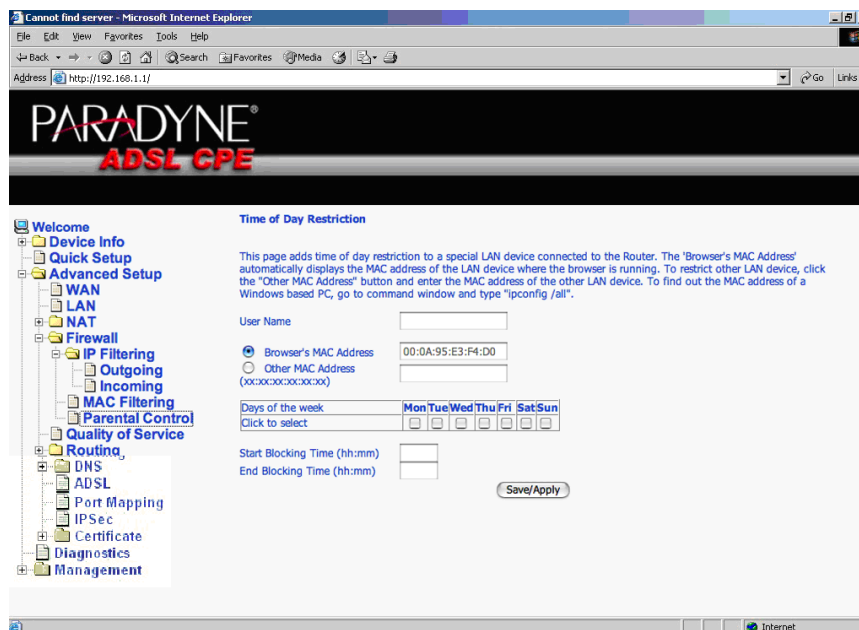 Cannot find server - Microsoft Internet Explorer
File Edit View Favorites Tools Help
Back Search Favorites Media
Address http://192.168.1.1/ Go Links
PARADYNE®
ADSL CPE
Welcome
Device Info
Quick Setup
Advanced Setup
WAN
LAN
NAT
Firewall
IP Filtering
Outgoing
Incoming
MAC Filtering
Parental Control
Quality of Service
Routing
DNS
ADSL
Port Mapping
IPSec
Certificate
Diagnostics
Management
Time of Day Restriction
This page adds time of day restriction to a special LAN device connected to the Router. The 'Browser's MAC Address'
automatically displays the MAC address of the LAN device where the browser is running. To restrict other LAN device, click
the "Other MAC Address" button and enter the MAC address of the other LAN device. To find out the MAC address of a
Windows based PC, go to command window and type "ipconfig /all".
User Name
Browser's MAC Address 00:0A:95:E3:F4:D0
Other MAC Address
(xx:xx:xx:xx:xx:xx)
Days of the week Mon Tue Wed Thu Fri Sat Sun
Click to select
Start Blocking Time (hh:mm)
End Blocking Time (hh:mm)
Save/Apply
Internet